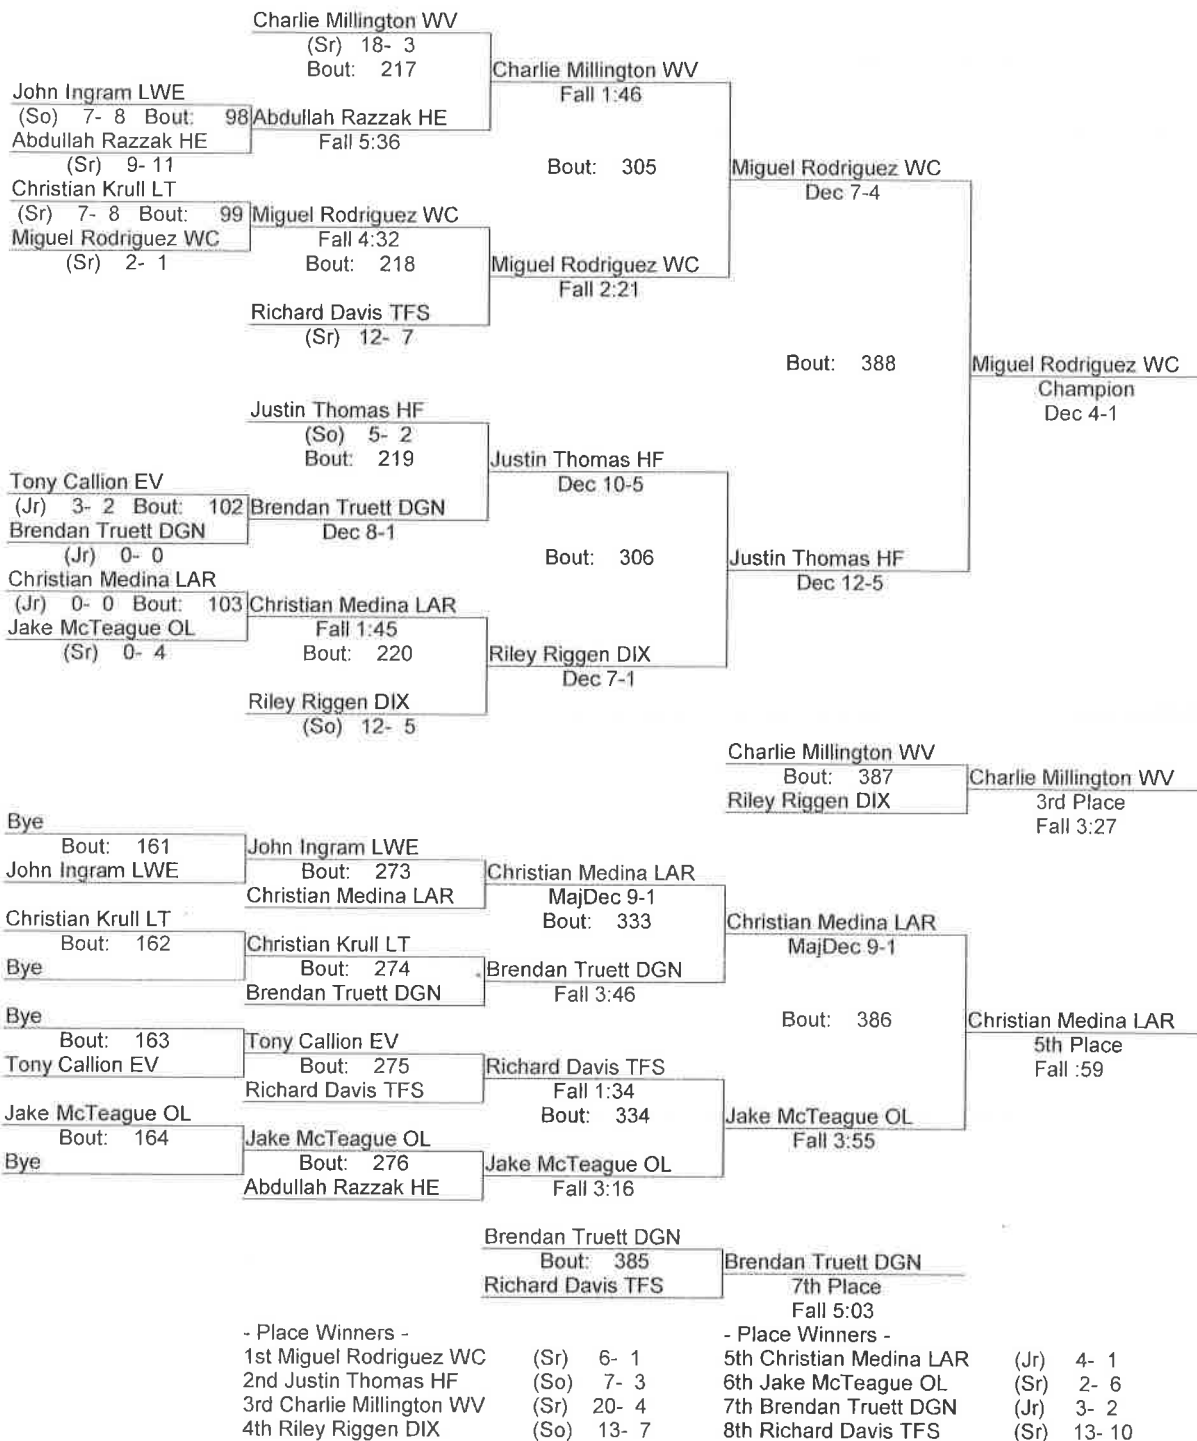 Charlie Millington WV
(Sr) 18- 3
Bout: 217
Charlie Millington WV
Fall 1:46
John Ingram LWE
(So) 7- 8 Bout: 98
Abdullah Razzak HE
Abdullah Razzak HE
Fall 5:36
(Sr) 9- 11
Bout: 305
Miguel Rodriguez WC
Dec 7-4
Christian Krull LT
(Sr) 7- 8 Bout: 99
Miguel Rodriguez WC
Miguel Rodriguez WC
Fall 4:32
(Sr) 2- 1
Bout: 218
Miguel Rodriguez WC
Fall 2:21
Richard Davis TFS
(Sr) 12- 7
Bout: 388
Miguel Rodriguez WC
Champion
Dec 4-1
Justin Thomas HF
(So) 5- 2
Bout: 219
Justin Thomas HF
Dec 10-5
Tony Callion EV
(Jr) 3- 2 Bout: 102
Brendan Truett DGN
Brendan Truett DGN
Dec 8-1
(Jr) 0- 0
Bout: 306
Justin Thomas HF
Dec 12-5
Christian Medina LAR
(Jr) 0- 0 Bout: 103
Christian Medina LAR
Jake McTeague OL
Fall 1:45
(Sr) 0- 4
Bout: 220
Riley Riggen DIX
Dec 7-1
Riley Riggen DIX
(So) 12- 5
Charlie Millington WV
Bout: 387
Riley Riggen DIX
Charlie Millington WV
3rd Place
Fall 3:27
Bye
Bout: 161
John Ingram LWE
John Ingram LWE
Bout: 273
Christian Medina LAR
Christian Medina LAR
MajDec 9-1
Bout: 333
Christian Medina LAR
MajDec 9-1
Christian Krull LT
Bout: 162
Bye
Christian Krull LT
Bout: 274
Brendan Truett DGN
Brendan Truett DGN
Fall 3:46
Bout: 386
Christian Medina LAR
5th Place
Fall :59
Bye
Bout: 163
Tony Callion EV
Tony Callion EV
Bout: 275
Richard Davis TFS
Richard Davis TFS
Fall 1:34
Bout: 334
Jake McTeague OL
Fall 3:55
Jake McTeague OL
Bout: 164
Bye
Jake McTeague OL
Bout: 276
Abdullah Razzak HE
Jake McTeague OL
Fall 3:16
Brendan Truett DGN
Bout: 385
Richard Davis TFS
Brendan Truett DGN
7th Place
Fall 5:03
- Place Winners -
1st Miguel Rodriguez WC (Sr) 6- 1
2nd Justin Thomas HF (So) 7- 3
3rd Charlie Millington WV (Sr) 20- 4
4th Riley Riggen DIX (So) 13- 7
- Place Winners -
5th Christian Medina LAR (Jr) 4- 1
6th Jake McTeague OL (Sr) 2- 6
7th Brendan Truett DGN (Jr) 3- 2
8th Richard Davis TFS (Sr) 13- 10